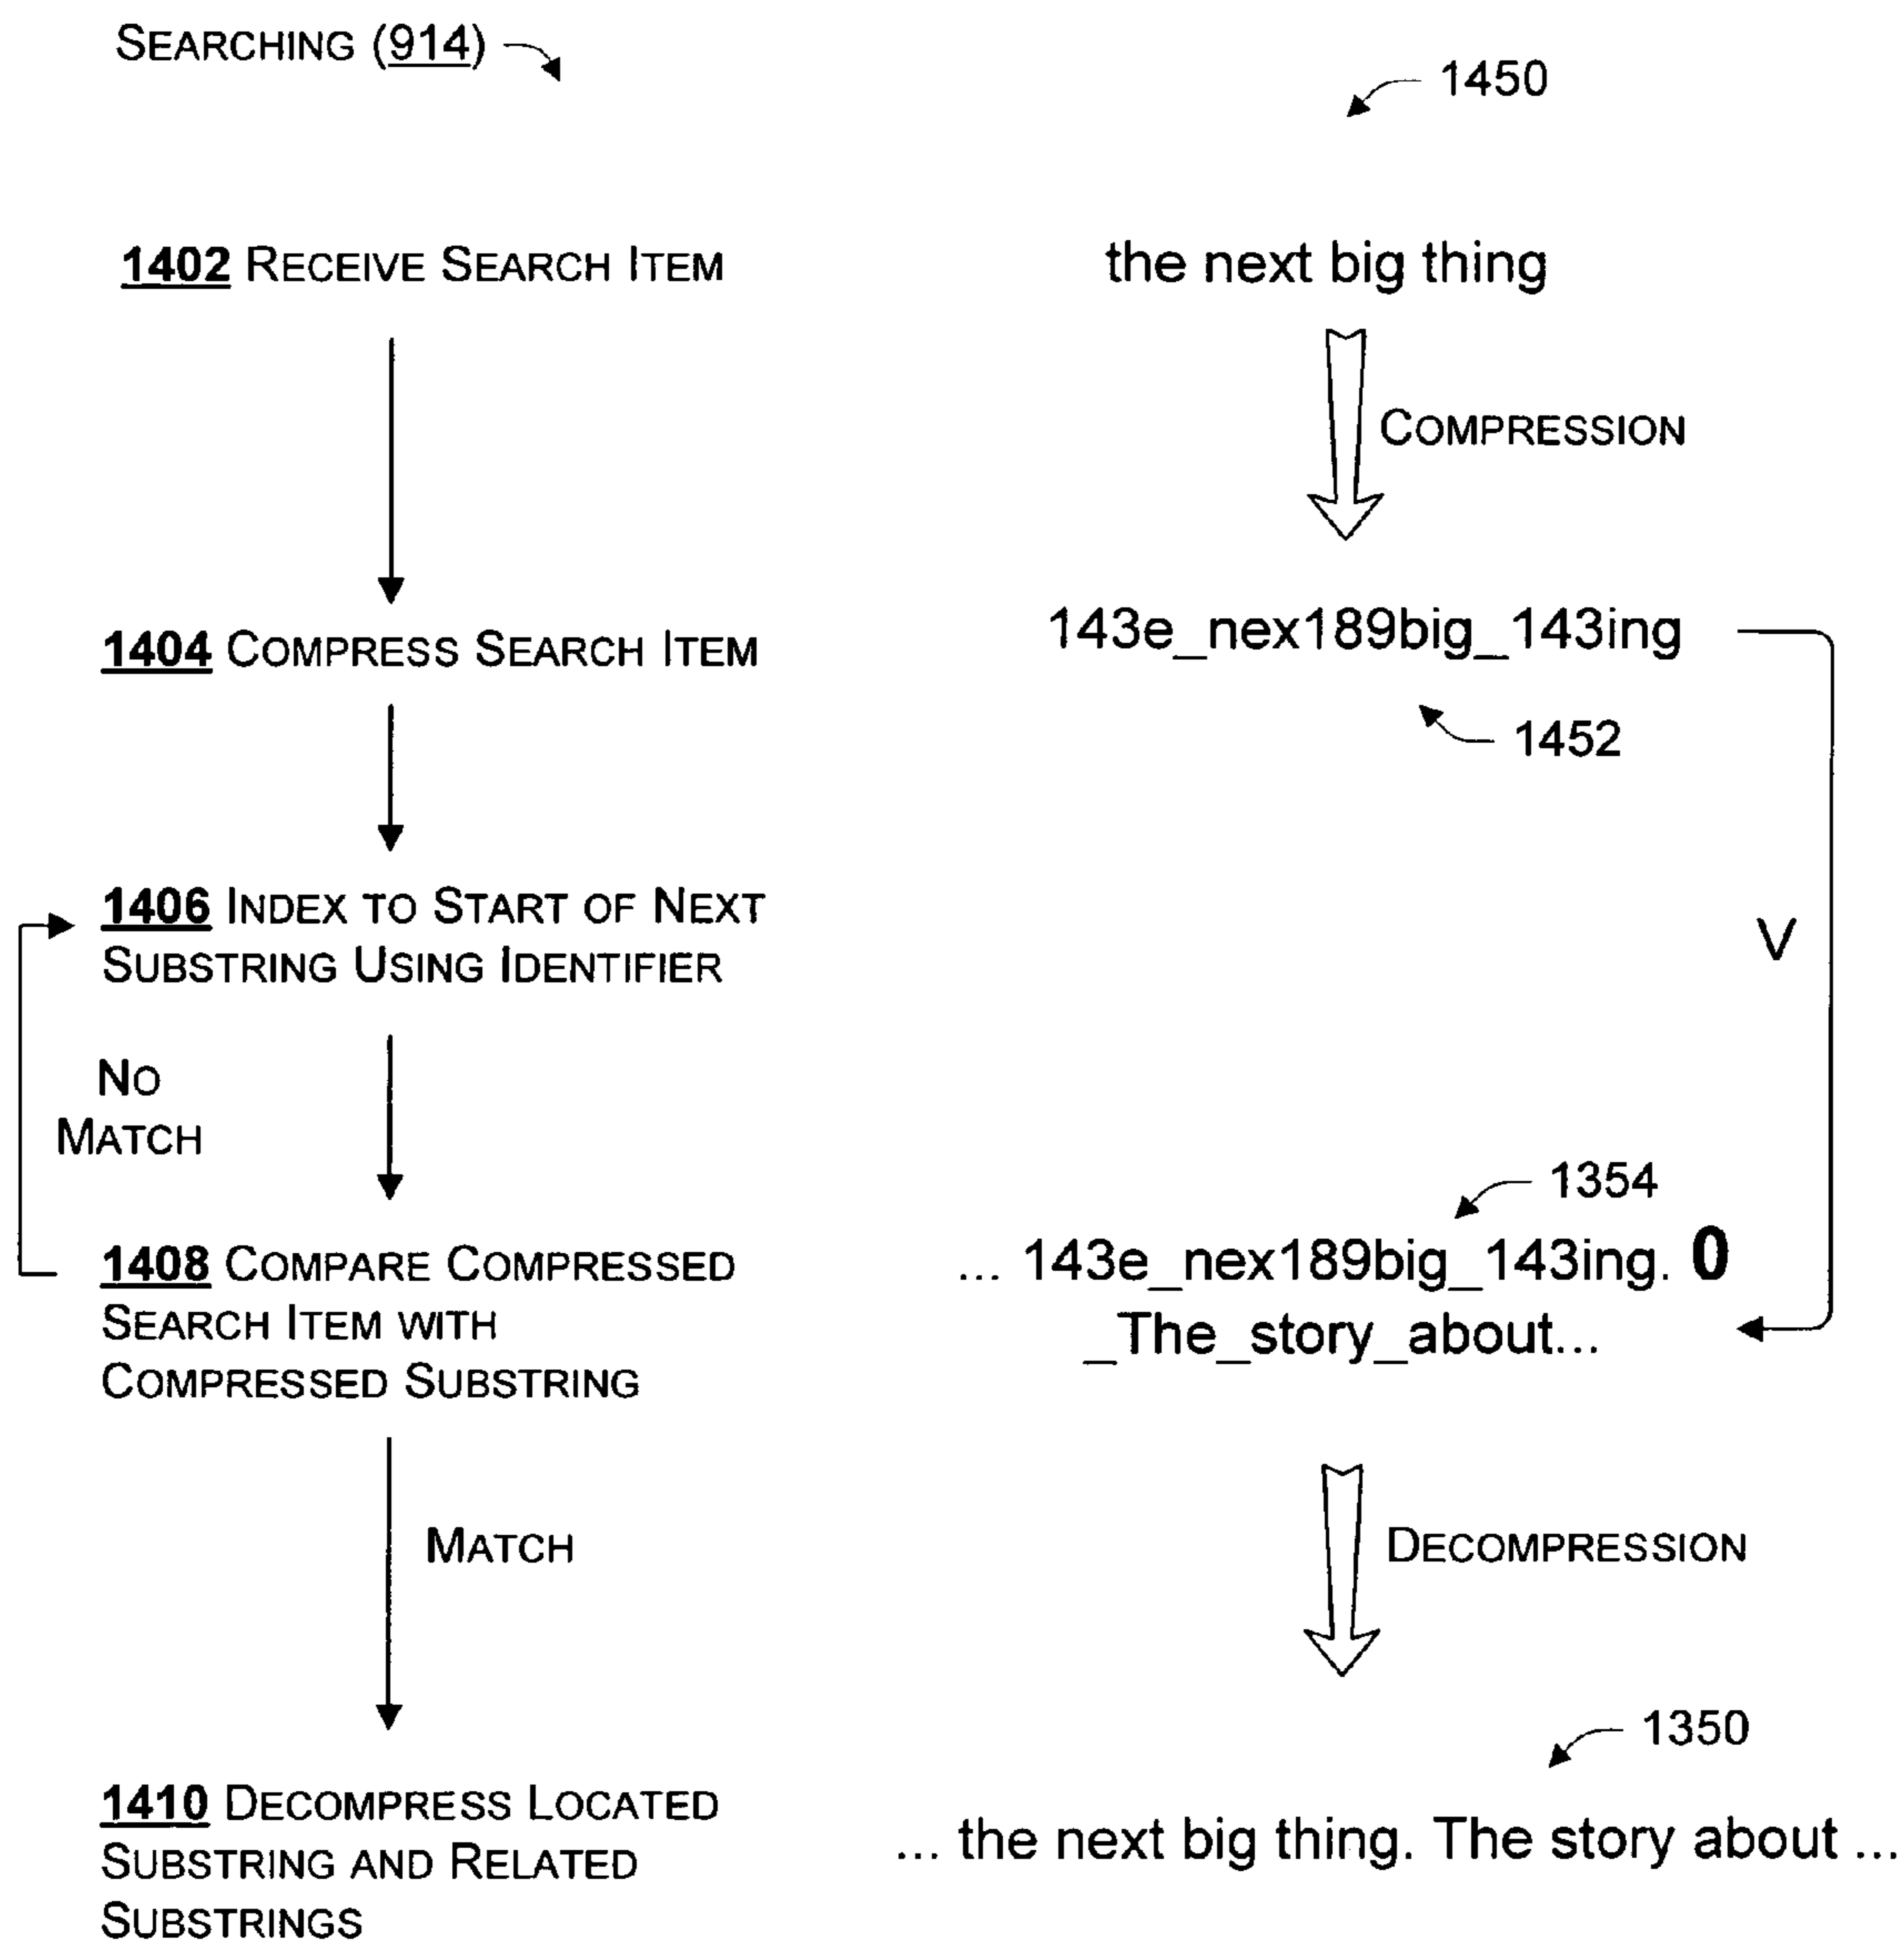 SEARCHING (914)
1450
1402 RECEIVE SEARCH ITEM
the next big thing
COMPRESSION
1404 COMPRESS SEARCH ITEM
143e_nex189big_143ing
1452
1406 INDEX TO START OF NEXT
SUBSTRING USING IDENTIFIER
V
NO
MATCH
1354
1408 COMPARE COMPRESSED
SEARCH ITEM WITH
COMPRESSED SUBSTRING
... 143e_nex189big_143ing. 0
_The_story_about...
MATCH
DECOMPRESSION
1350
1410 DECOMPRESS LOCATED
SUBSTRING AND RELATED
SUBSTRINGS
... the next big thing. The story about ...